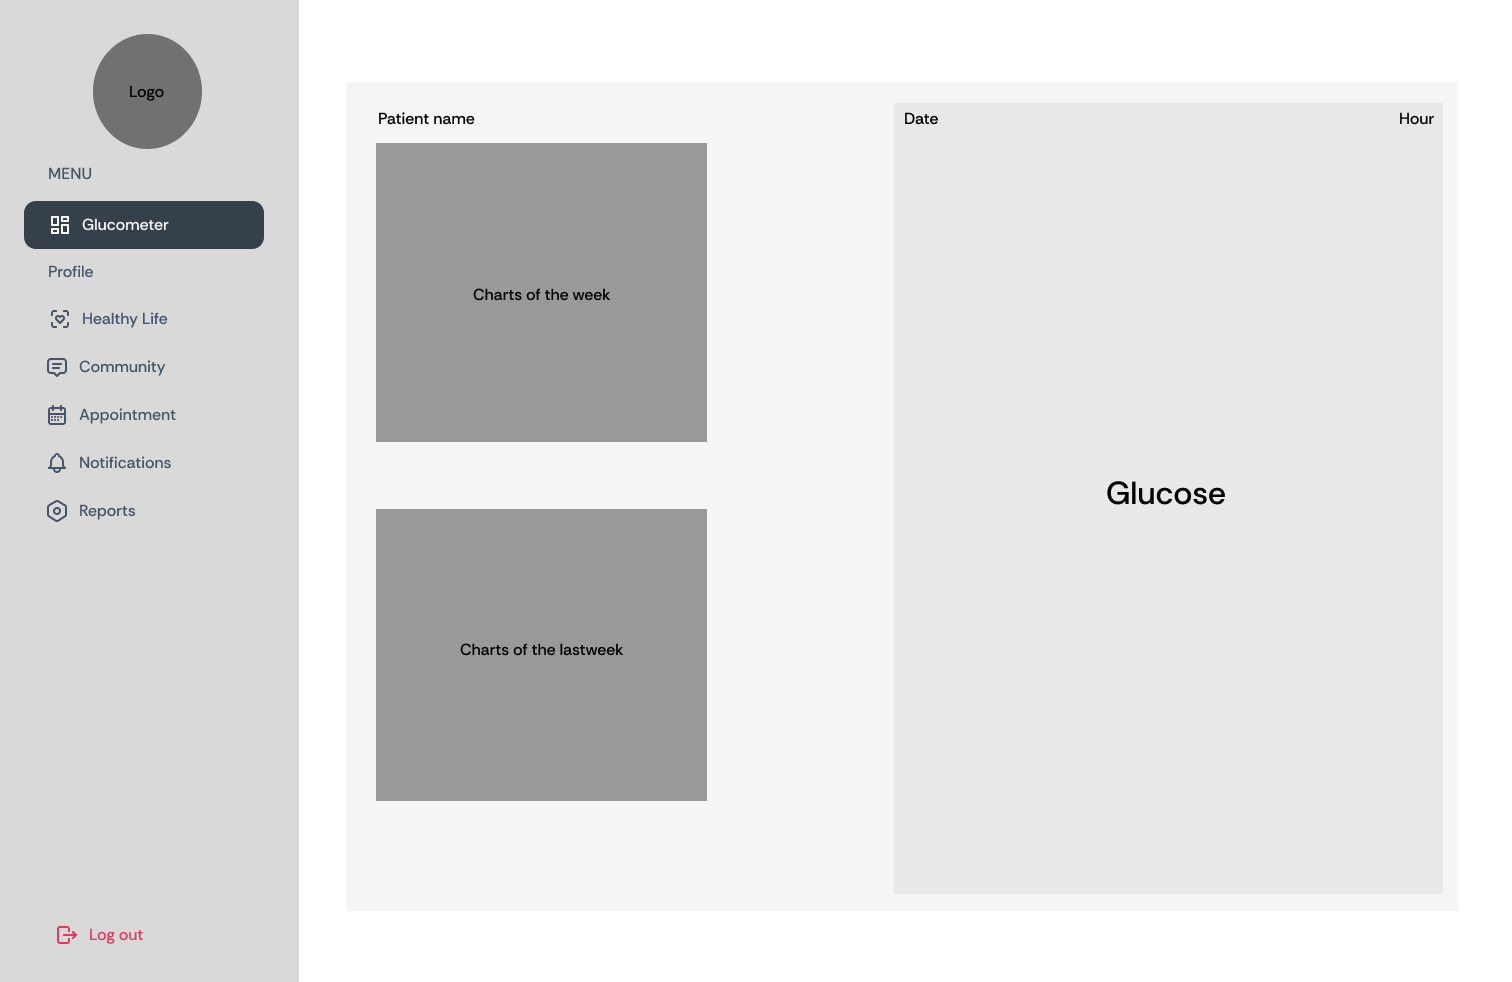 Logo
MENU
Glucometer
Profile
Healthy Life
Community
Appointment
Notifications
Reports
Log out
Patient name
Charts of the week
Charts of the lastweek
Date
Hour
Glucose